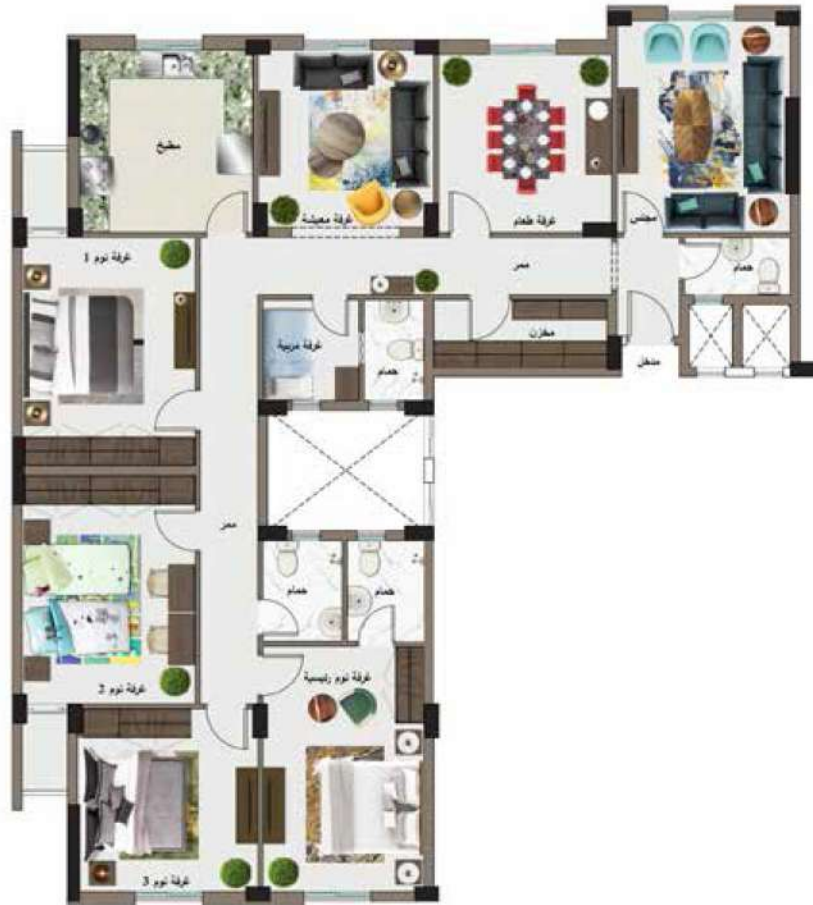 مطبخ
غرفة معيشة
غرفة طعام
مجلس
حمام
ممر
مدخل
مخزن
غرفة مربية
حمام
غرفة نوم 1
ممر
حمام
حمام
غرفة نوم 2
غرفة نوم رئيسية
غرفة نوم 3